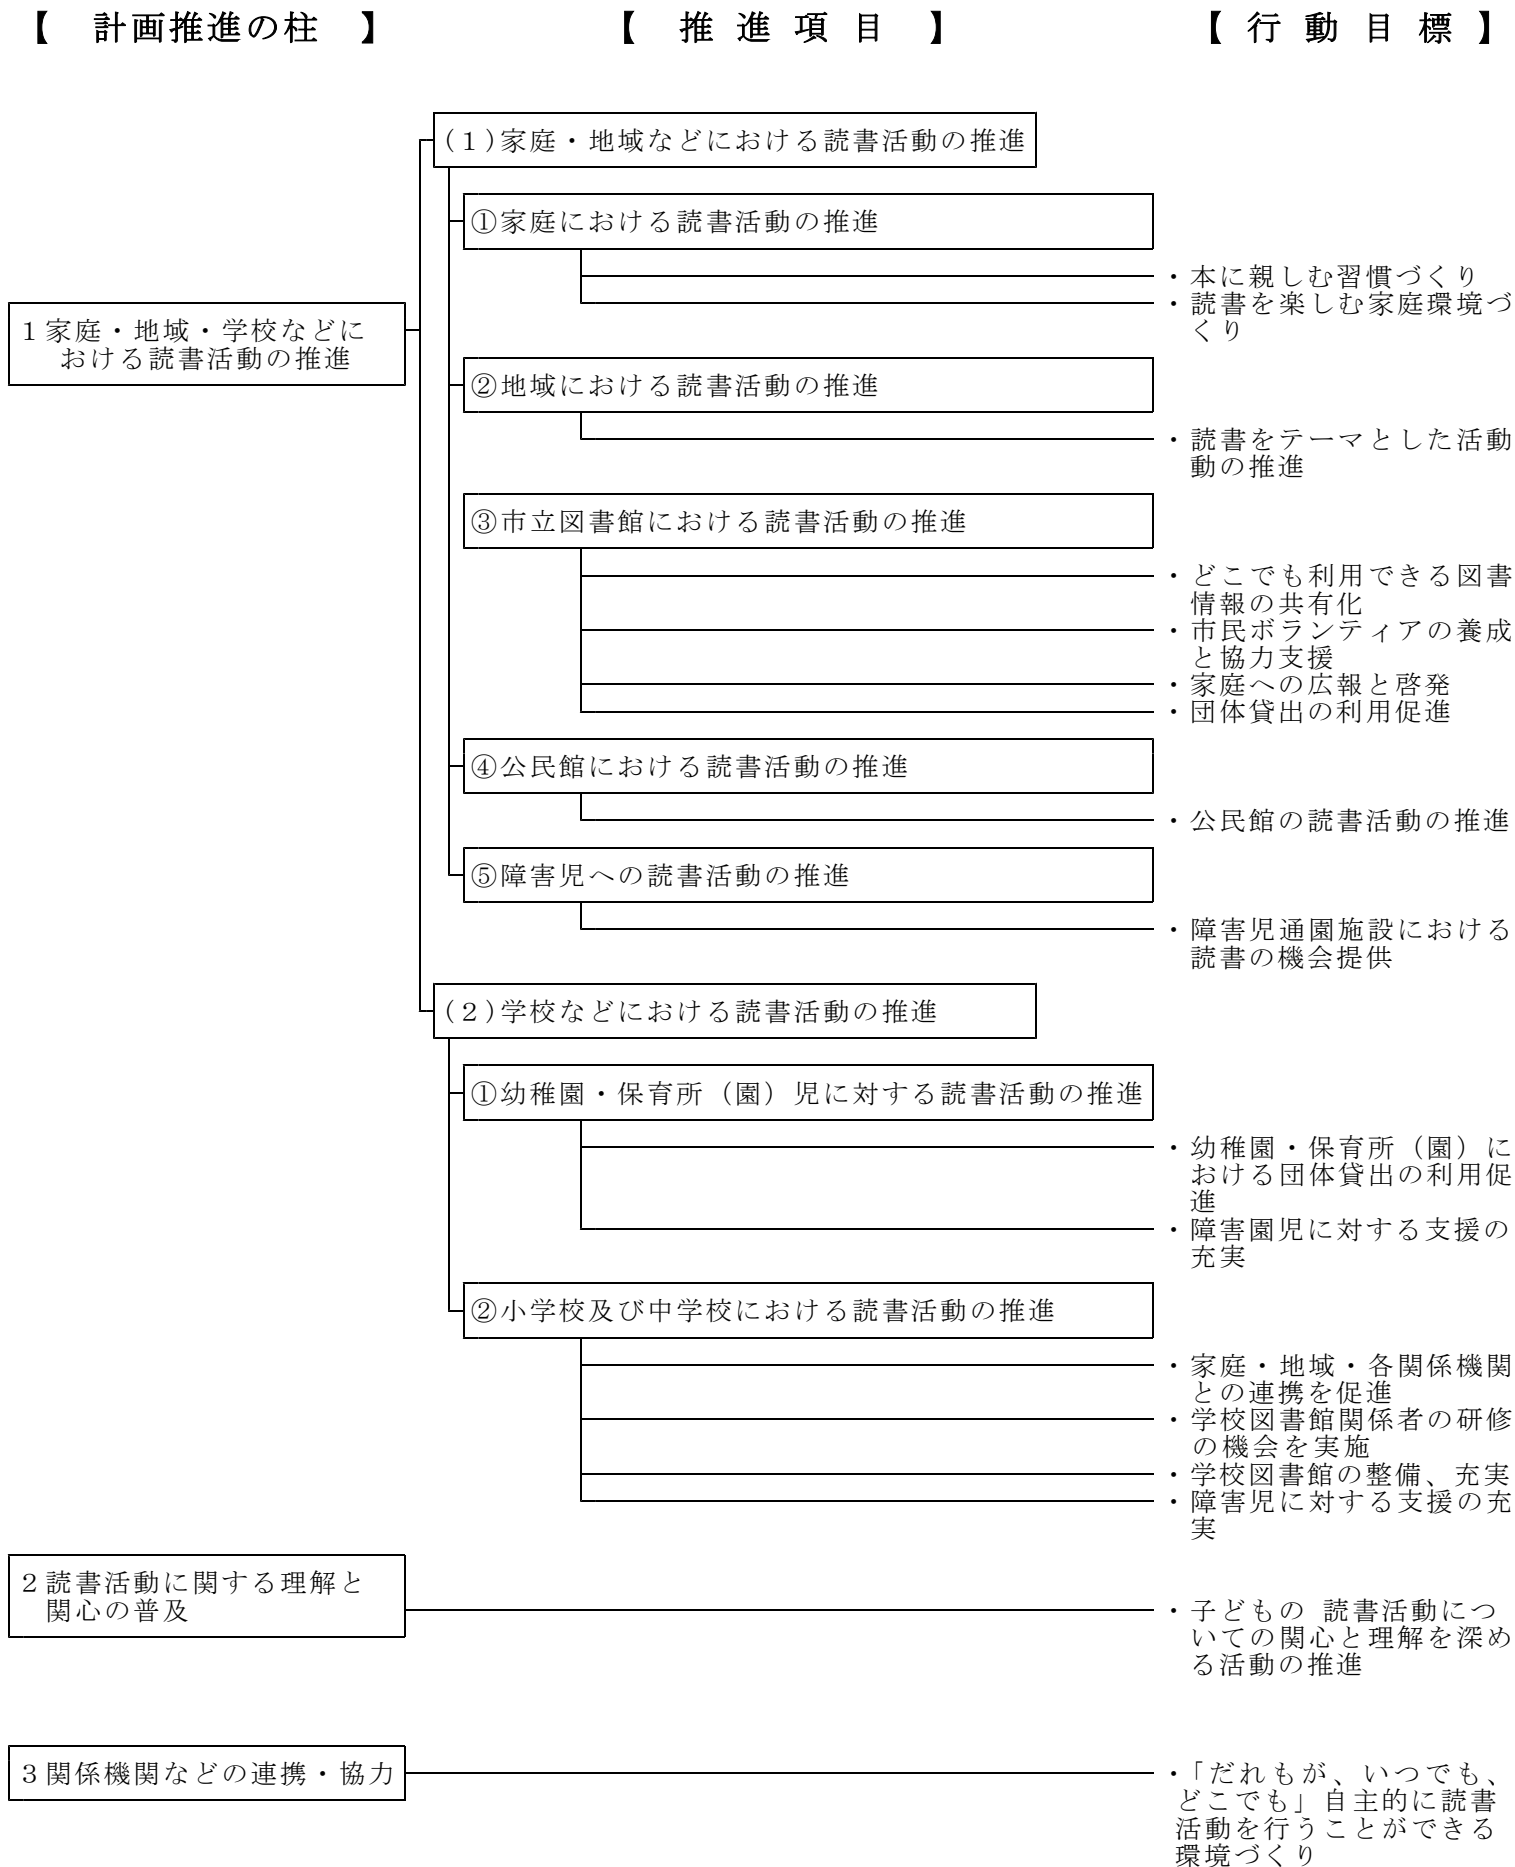 【　計画推進の柱　】　【　推 進 項 目　】　【 行 動 目 標 】
(１)家庭・地域などにおける読書活動の推進
①家庭における読書活動の推進
・本に親しむ習慣づくり
・読書を楽しむ家庭環境づ
くり
１家庭・地域・学校などに
おける読書活動の推進
②地域における読書活動の推進
・読書をテーマとした活動
動の推進
③市立図書館における読書活動の推進
・どこでも利用できる図書
情報の共有化
・市民ボランティアの養成
と協力支援
・家庭への広報と啓発
・団体貸出の利用促進
④公民館における読書活動の推進
・公民館の読書活動の推進
⑤障害児への読書活動の推進
・障害児通園施設における
読書の機会提供
(２)学校などにおける読書活動の推進
①幼稚園・保育所（園）児に対する読書活動の推進
・幼稚園・保育所（園）に
おける団体貸出の利用促
進
・障害園児に対する支援の
充実
②小学校及び中学校における読書活動の推進
・家庭・地域・各関係機関
との連携を促進
・学校図書館関係者の研修
の機会を実施
・学校図書館の整備、充実
・障害児に対する支援の充
実
２読書活動に関する理解と
関心の普及
・子どもの 読書活動につ
いての関心と理解を深め
る活動の推進
３関係機関などの連携・協力
・「だれもが、いつでも、
どこでも」自主的に読書
活動を行うことができる
環境づくり